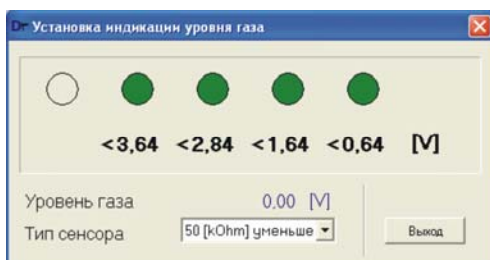 Dr Установка индикации уровня газа
<3,64 <2,84 <1,64 <0,64 [V]
Уровень газа 0,00 [V]
Тип сенсора 50 [kOhm] уменьше Выход